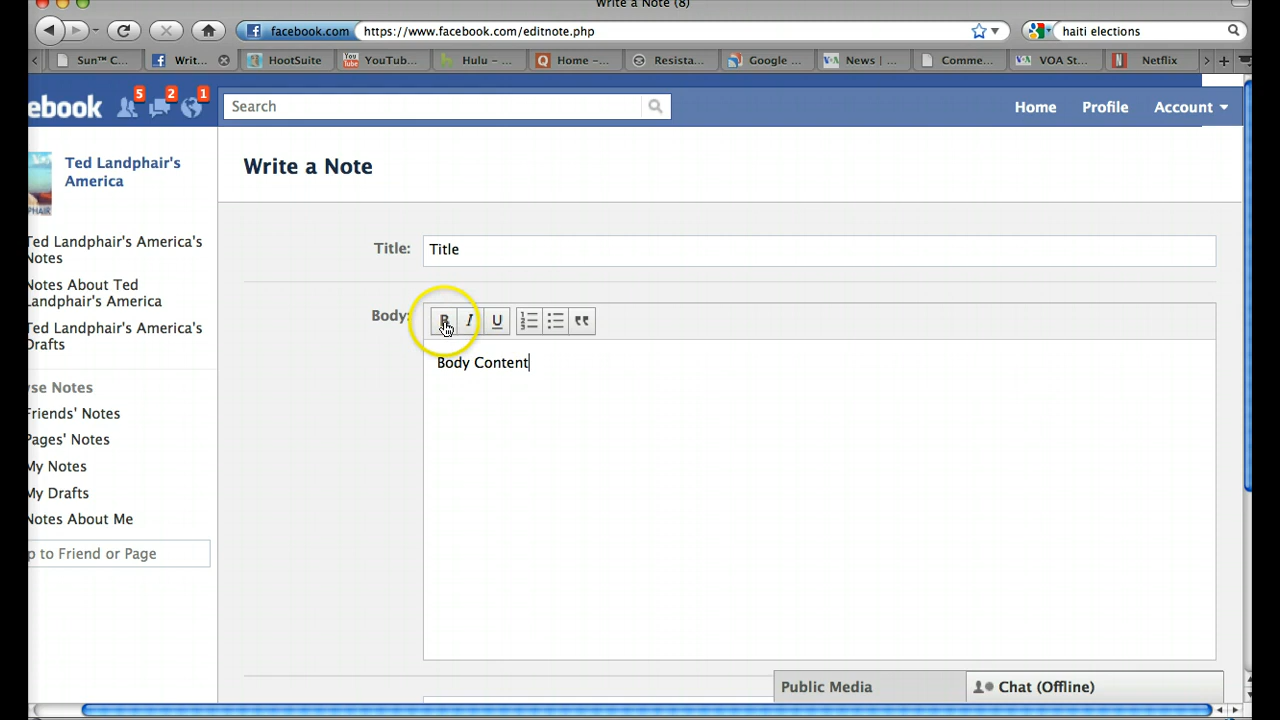 Write a Note (8)
facebook.com https://www.facebook.com/editnote.php haiti elections
Sun™ C... Writ... HootSuite YouTub... Hulu – ... Home –... Resista... Google ... News | ... Comme... VOA St... Netflix
ebook 5 2 1 Search Home Profile Account
Ted Landphair's
America
Ted Landphair's America's
Notes
Notes About Ted
Landphair's America
Ted Landphair's America's
Drafts
wse Notes
Friends' Notes
Pages' Notes
My Notes
My Drafts
Notes About Me
p to Friend or Page
Write a Note
Title: Title
Body: B I U
Body Content
Public Media Chat (Offline)